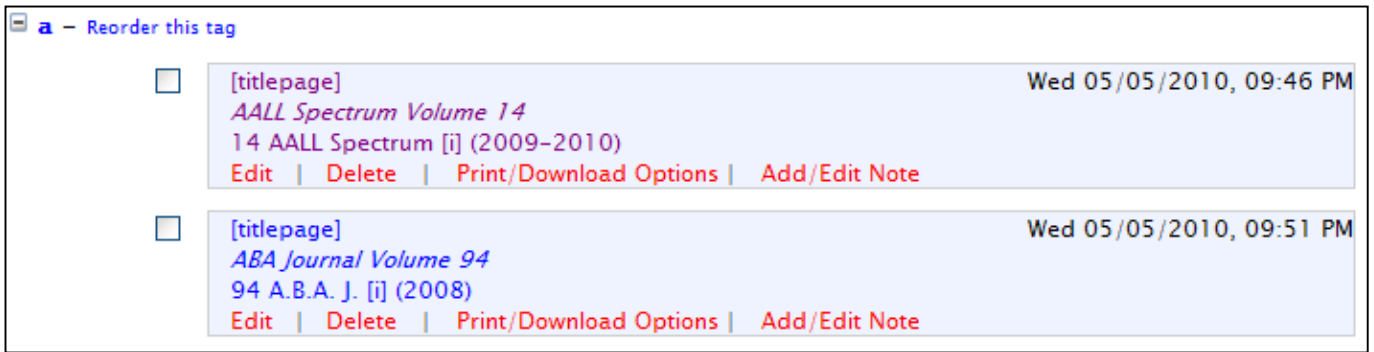 a – Reorder this tag
[titlepage] Wed 05/05/2010, 09:46 PM
AALL Spectrum Volume 14
14 AALL Spectrum [i] (2009-2010)
Edit | Delete | Print/Download Options | Add/Edit Note
[titlepage] Wed 05/05/2010, 09:51 PM
ABA Journal Volume 94
94 A.B.A. J. [i] (2008)
Edit | Delete | Print/Download Options | Add/Edit Note